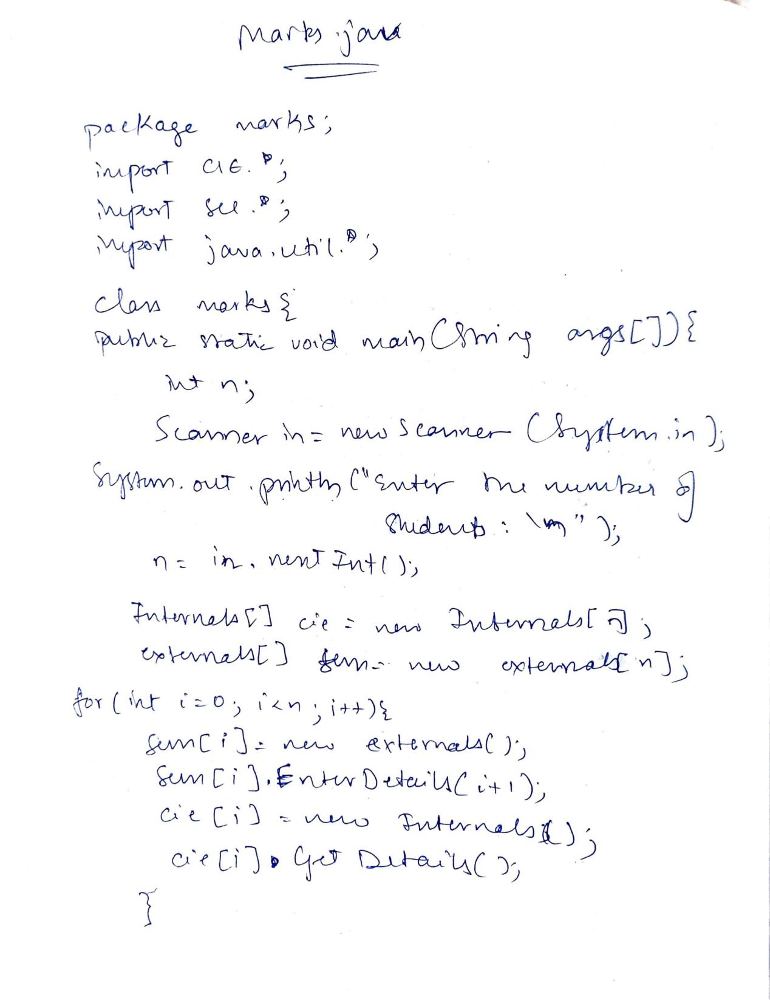 Marks.java
package marks;
import CIE.*;
import see.*;
import java.util.*;
class marks{
public static void main(String args[]){
int n;
Scanner in = new Scanner (System.in);
System.out.println("Enter the number of
Students : \n");
n = in.nextInt();
Internals[] cie = new Internals[n];
externals[] sem = new externals[n];
for(int i=0; i<n; i++){
sem[i] = new externals();
sem[i].EnterDetails(i+1);
cie[i] = new Internals();
cie[i].Get Details();
}